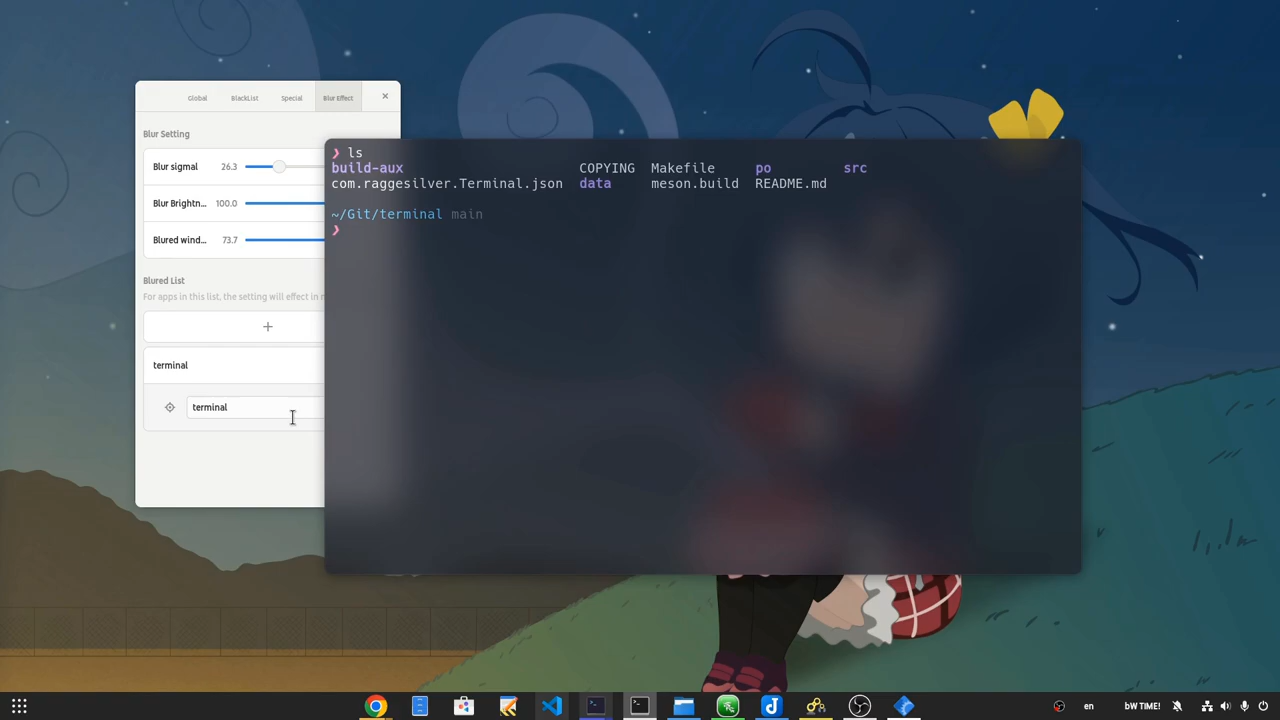 Global BlackList Special Blur Effect
Blur Setting
Blur sigmal 26.3
Blur Brightn... 100.0
Blured wind... 73.7
Blured List
For apps in this list, the setting will effect in
terminal
terminal
❯ ls
build-aux COPYING Makefile po src
com.raggesilver.Terminal.json data meson.build README.md
~/Git/terminal main
❯
en bW TIME!